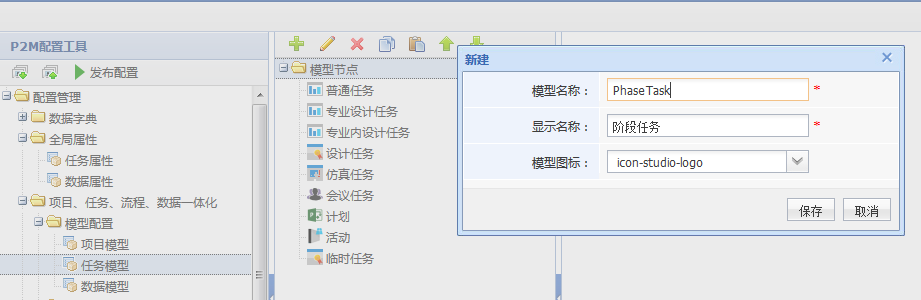 P2M配置工具
发布配置
配置管理
数据字典
全局属性
任务属性
数据属性
项目、任务、流程、数据一体化
模型配置
项目模型
任务模型
数据模型
模型节点
普通任务
专业设计任务
专业内设计任务
设计任务
仿真任务
会议任务
计划
活动
临时任务
新建
模型名称： PhaseTask *
显示名称： 阶段任务 *
模型图标： icon-studio-logo
保存 取消